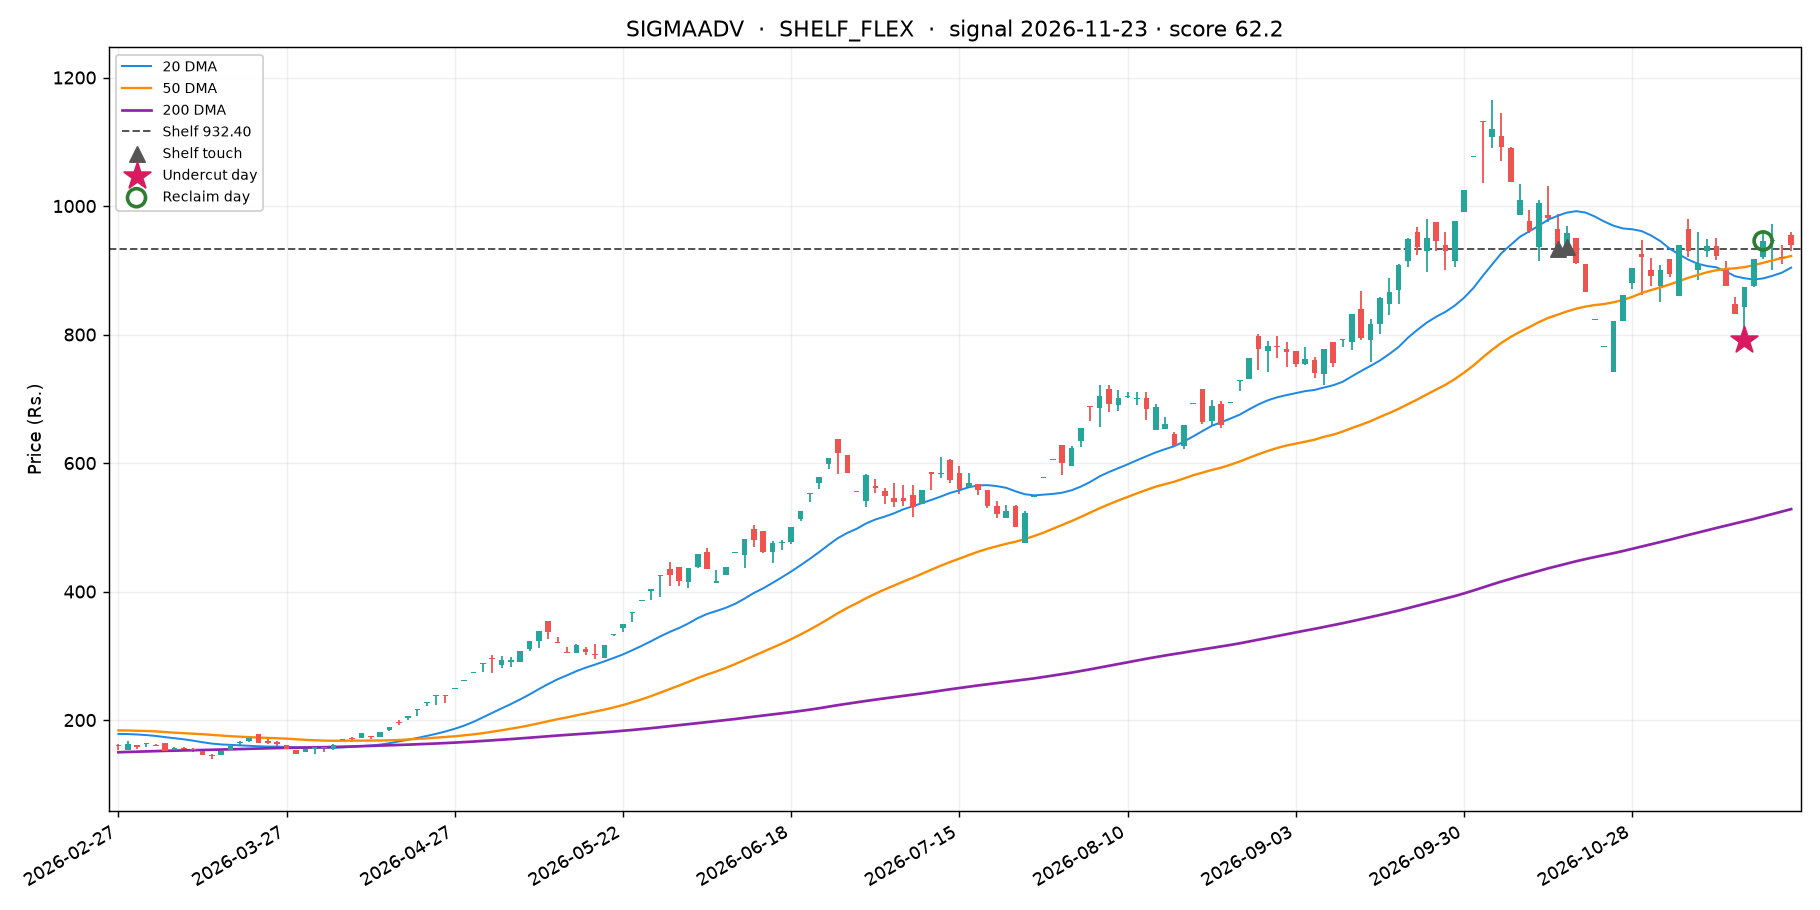 SIGMAADV · SHELF_FLEX · signal 2026-11-23 · score 62.2
20 DMA
50 DMA
200 DMA
Shelf 932.40
Shelf touch
Undercut day
Reclaim day
Price (Rs.)
1200
1000
800
600
400
200
2026-02-27
2026-03-27
2026-04-27
2026-05-22
2026-06-18
2026-07-15
2026-08-10
2026-09-03
2026-09-30
2026-10-28